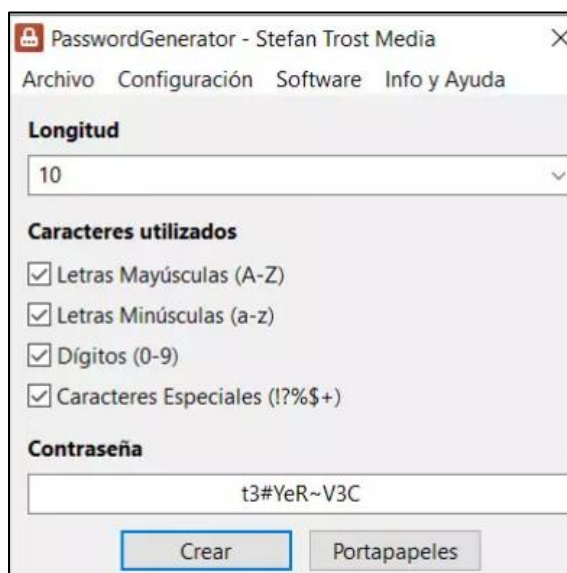 PasswordGenerator - Stefan Trost Media
Archivo Configuración Software Info y Ayuda
Longitud
10
Caracteres utilizados
Letras Mayúsculas (A-Z)
Letras Minúsculas (a-z)
Dígitos (0-9)
Caracteres Especiales (!?%$+)
Contraseña
t3#YeR~V3C
Crear Portapapeles